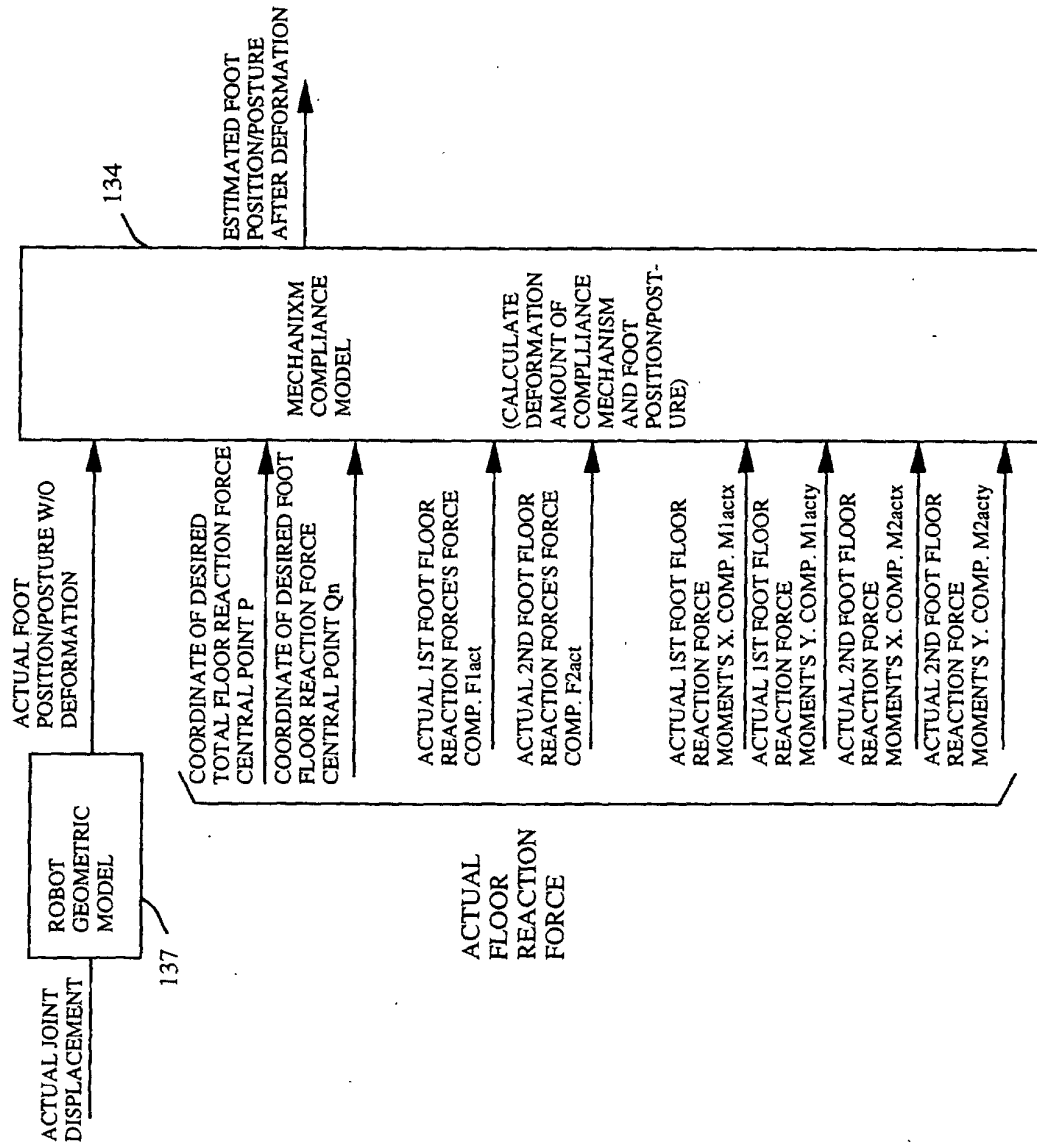 ACTUAL JOINT
DISPLACEMENT
137
ROBOT
GEOMETRIC
MODEL
ACTUAL FOOT
POSITION/POSTURE W/O
DEFORMATION
ACTUAL
FLOOR
REACTION
FORCE
COORDINATE OF DESIRED
TOTAL FLOOR REACTION FORCE
CENTRAL POINT P
COORDINATE OF DESIRED FOOT
FLOOR REACTION FORCE
CENTRAL POINT Qn
ACTUAL 1ST FOOT FLOOR
REACTION FORCE'S FORCE
COMP. F1act
ACTUAL 2ND FOOT FLOOR
REACTION FORCE'S FORCE
COMP. F2act
ACTUAL 1ST FOOT FLOOR
REACTION FORCE
MOMENT'S X. COMP. M1actx
ACTUAL 1ST FOOT FLOOR
REACTION FORCE
MOMENT'S Y. COMP. M1acty
ACTUAL 2ND FOOT FLOOR
REACTION FORCE
MOMENT'S X. COMP. M2actx
ACTUAL 2ND FOOT FLOOR
REACTION FORCE
MOMENT'S Y. COMP. M2acty
134
MECHANIXM
COMPLIANCE
MODEL
(CALCULATE
DEFORMATION
AMOUNT OF
COMPLLIANCE
MECHANISM
AND FOOT
POSITION/POST-
URE)
ESTIMATED FOOT
POSITION/POSTURE
AFTER DEFORMATION